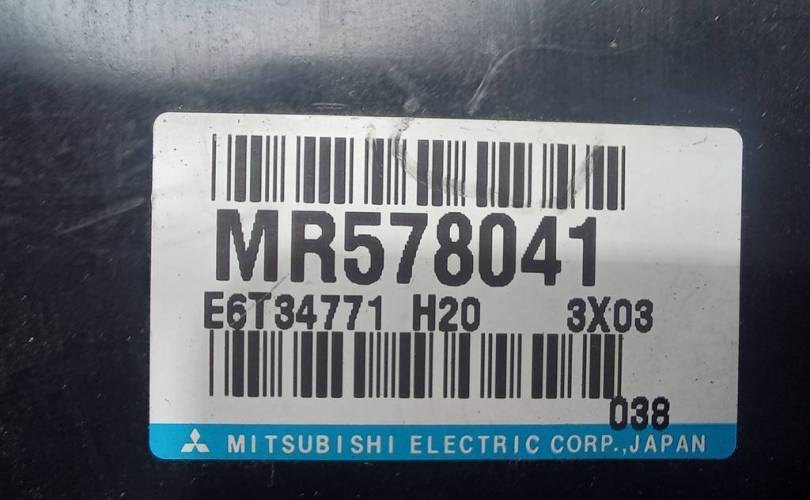 MR578041
E6T34771 H20 3X03
038
MITSUBISHI ELECTRIC CORP.,JAPAN